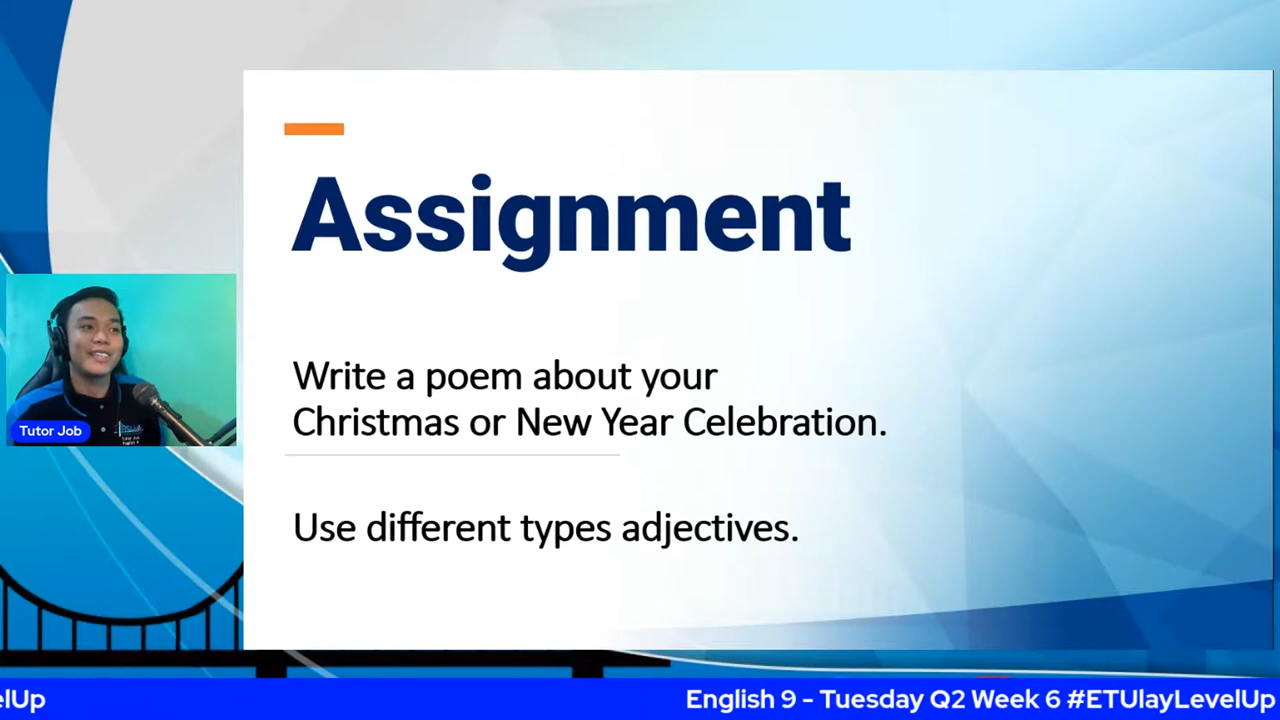 Assignment
Write a poem about your
Christmas or New Year Celebration.
Use different types adjectives.
Tutor Job
elUp
English 9 - Tuesday Q2 Week 6 #ETUlayLevelUp